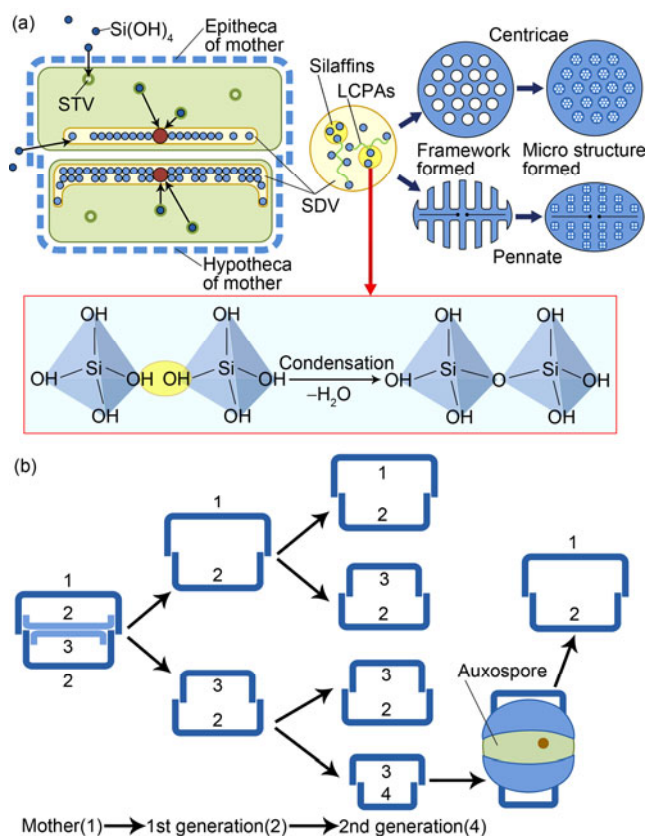 (a)
Si(OH)₄
Epitheca
of mother
STV
SDV
Hypotheca
of mother
Silaffins
LCPAs
Centricae
Framework
formed
Micro structure
formed
Pennate
OH OH
Si Si
OH OH OH OH
OH OH
Condensation
–H₂O
OH OH
Si Si
OH O OH
OH OH
(b)
1
2
3
2
1
2
3
2
1
2
3
2
3
2
3
4
Auxospore
1
2
Mother(1) 1st generation(2) 2nd generation(4)